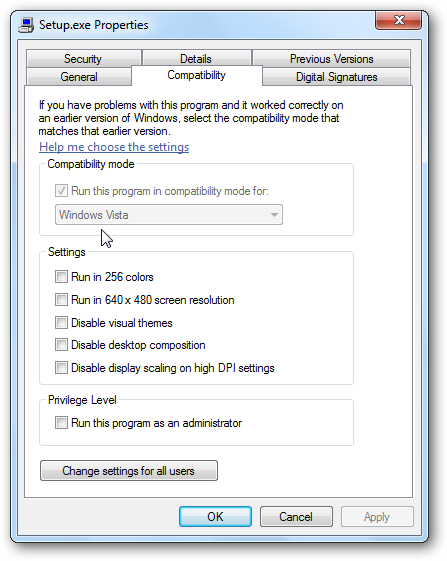 Setup.exe Properties
Security
Details
Previous Versions
General
Compatibility
Digital Signatures
If you have problems with this program and it worked correctly on
an earlier version of Windows, select the compatibility mode that
matches that earlier version.
Help me choose the settings
Compatibility mode
Run this program in compatibility mode for:
Windows Vista
Settings
Run in 256 colors
Run in 640 x 480 screen resolution
Disable visual themes
Disable desktop composition
Disable display scaling on high DPI settings
Privilege Level
Run this program as an administrator
Change settings for all users
OK
Cancel
Apply